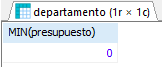 departamento (1r × 1c)
MIN(presupuesto)
0